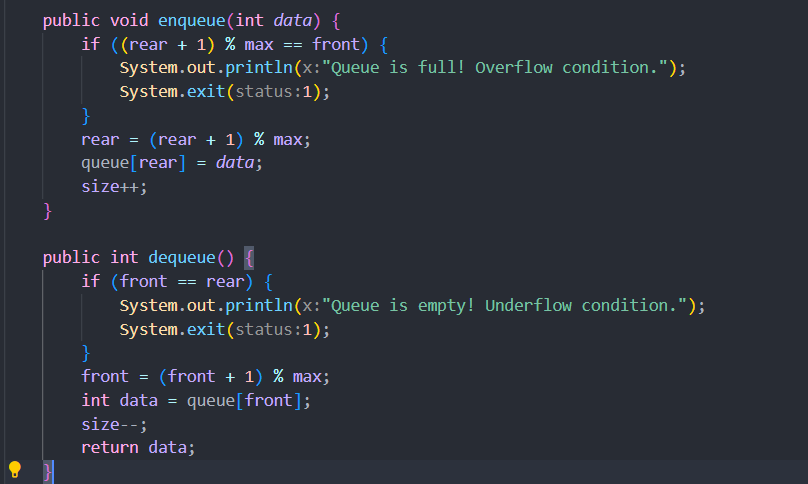 public void enqueue(int data) {
    if ((rear + 1) % max == front) {
        System.out.println(x:"Queue is full! Overflow condition.");
        System.exit(status:1);
    }
    rear = (rear + 1) % max;
    queue[rear] = data;
    size++;
}

public int dequeue() {
    if (front == rear) {
        System.out.println(x:"Queue is empty! Underflow condition.");
        System.exit(status:1);
    }
    front = (front + 1) % max;
    int data = queue[front];
    size--;
    return data;
}